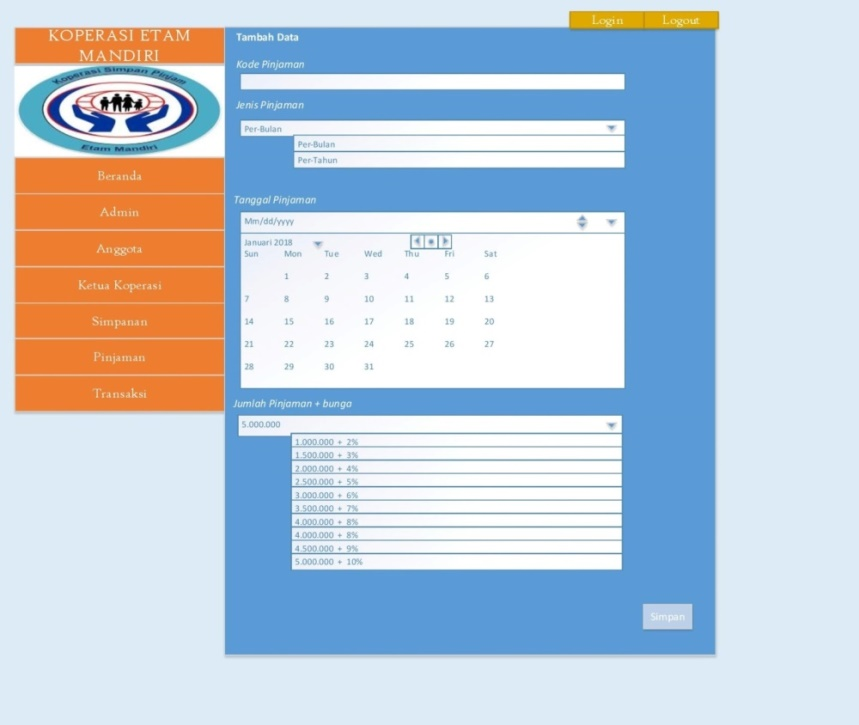 Login Logout
KOPERASI ETAM
MANDIRI
Koperasi Simpan Pinjam
Etam Mandiri
Beranda
Admin
Anggota
Ketua Koperasi
Simpanan
Pinjaman
Transaksi
Tambah Data
Kode Pinjaman
Jenis Pinjaman
Per-Bulan
Per-Bulan
Per-Tahun
Tanggal Pinjaman
Mm/dd/yyyy
Januari 2018
Sun Mon Tue Wed Thu Fri Sat
1 2 3 4 5 6
7 8 9 10 11 12 13
14 15 16 17 18 19 20
21 22 23 24 25 26 27
28 29 30 31
Jumlah Pinjaman + bunga
5.000.000
1.000.000 + 2%
1.500.000 + 3%
2.000.000 + 4%
2.500.000 + 5%
3.000.000 + 6%
3.500.000 + 7%
4.000.000 + 8%
4.000.000 + 8%
4.500.000 + 9%
5.000.000 + 10%
Simpan